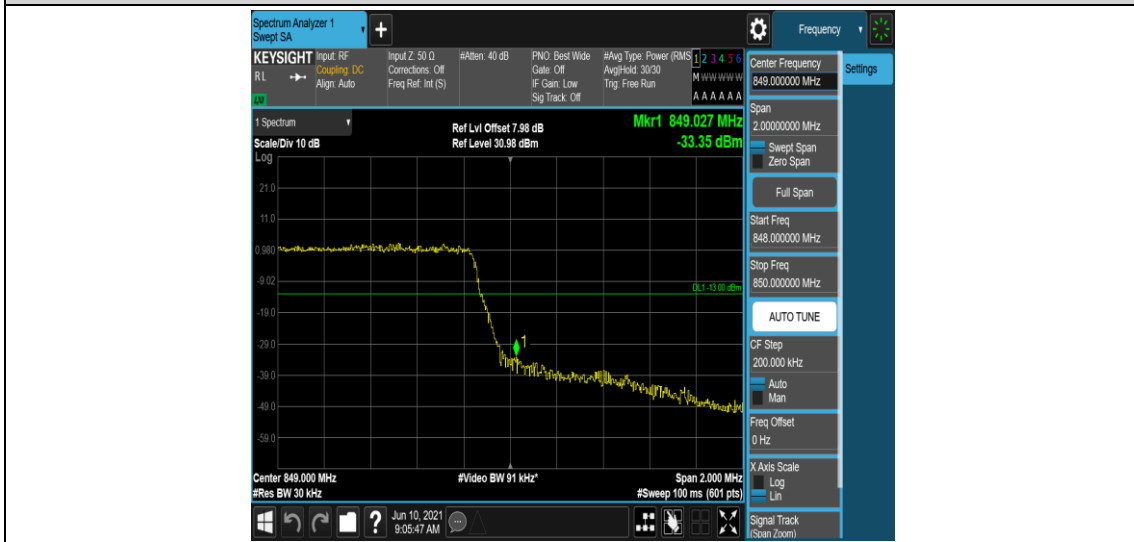 Spectrum Analyzer 1
Swept SA
+
Frequency
KEYSIGHT
R L
LXI
Input: RF
Coupling: DC
Align: Auto
Input Z: 50 Ω
Corrections: Off
Freq Ref: Int (S)
#Atten: 40 dB
PNO: Best Wide
Gate: Off
IF Gain: Low
Sig Track: Off
#Avg Type: Power (RMS
Avg|Hold: 30/30
Trig: Free Run
1 2 3 4 5 6
M W W W W W
A A A A A A
1 Spectrum
Scale/Div 10 dB
Ref Lvl Offset 7.98 dB
Ref Level 30.98 dBm
Mkr1 849.027 MHz
-33.35 dBm
Log
21.0
11.0
0.980
-9.02
DL1 -13.00 dBm
-19.0
-29.0
1
-39.0
-49.0
-59.0
Center 849.000 MHz
#Res BW 30 kHz
#Video BW 91 kHz*
Span 2.000 MHz
#Sweep 100 ms (601 pts)
Jun 10, 2021
9:05:47 AM
Settings
Center Frequency
849.000000 MHz
Span
2.00000000 MHz
Swept Span
Zero Span
Full Span
Start Freq
848.000000 MHz
Stop Freq
850.000000 MHz
AUTO TUNE
CF Step
200.000 kHz
Auto
Man
Freq Offset
0 Hz
X Axis Scale
Log
Lin
Signal Track
(Span Zoom)